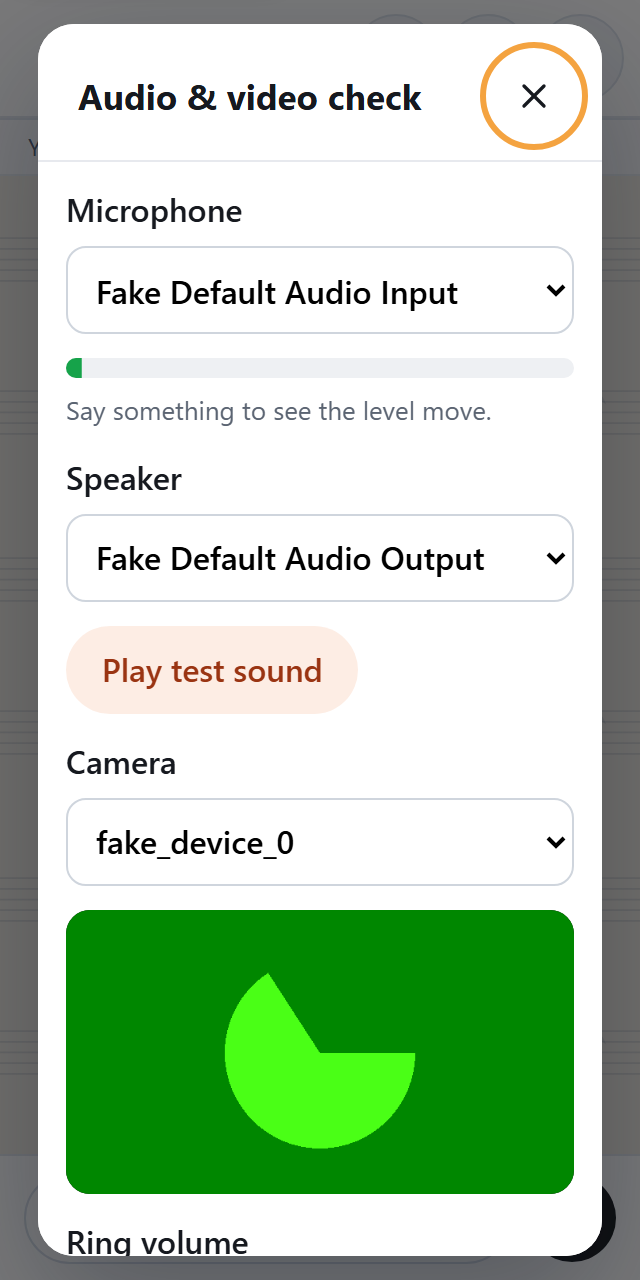 Audio & video check
Microphone
Fake Default Audio Input
Say something to see the level move.
Speaker
Fake Default Audio Output
Play test sound
Camera
fake_device_0
Ring volume